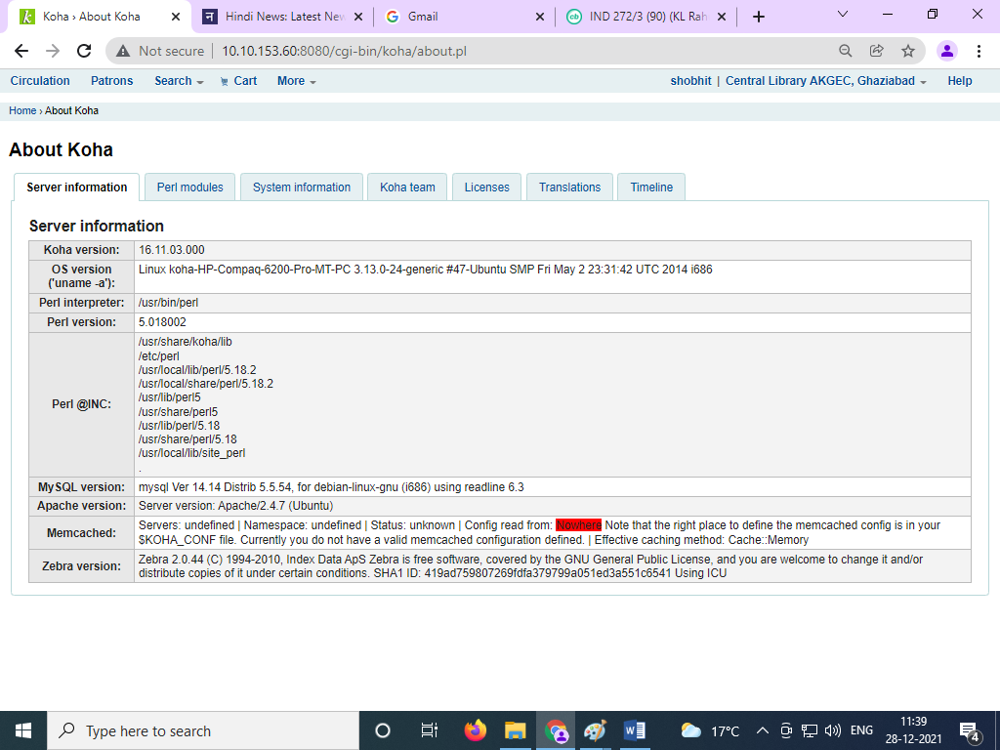 Koha › About Koha
Hindi News: Latest New
Gmail
IND 272/3 (90) (KL Rah
Not secure
10.10.153.60:8080/cgi-bin/koha/about.pl
Circulation Patrons Search Cart More shobhit | Central Library AKGEC, Ghaziabad Help
Home › About Koha
About Koha
Server information Perl modules System information Koha team Licenses Translations Timeline
Server information
Koha version: 16.11.03.000
OS version Linux koha-HP-Compaq-6200-Pro-MT-PC 3.13.0-24-generic #47-Ubuntu SMP Fri May 2 23:31:42 UTC 2014 i686
('uname -a'):
Perl interpreter: /usr/bin/perl
Perl version: 5.018002
Perl @INC:
/usr/share/koha/lib
/etc/perl
/usr/local/lib/perl/5.18.2
/usr/local/share/perl/5.18.2
/usr/lib/perl5
/usr/share/perl5
/usr/lib/perl/5.18
/usr/share/perl/5.18
/usr/local/lib/site_perl
.
MySQL version: mysql Ver 14.14 Distrib 5.5.54, for debian-linux-gnu (i686) using readline 6.3
Apache version: Server version: Apache/2.4.7 (Ubuntu)
Memcached:
Servers: undefined | Namespace: undefined | Status: unknown | Config read from: Nowhere Note that the right place to define the memcached config is in your
$KOHA_CONF file. Currently you do not have a valid memcached configuration defined. | Effective caching method: Cache::Memory
Zebra version:
Zebra 2.0.44 (C) 1994-2010, Index Data ApS Zebra is free software, covered by the GNU General Public License, and you are welcome to change it and/or
distribute copies of it under certain conditions. SHA1 ID: 419ad759807269fdfa379799a051ed3a551c6541 Using ICU
Type here to search
17°C
ENG
11:39
28-12-2021
4